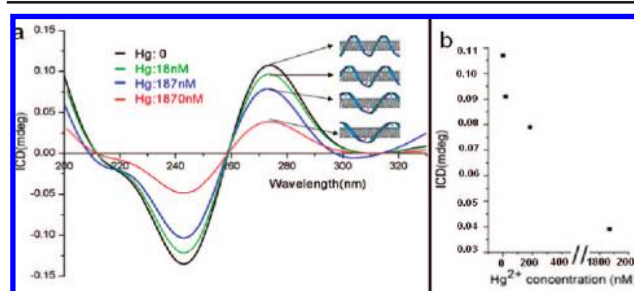 a
Hg: 0
Hg:18nM
Hg:187nM
Hg:1870nM
ICD(mdeg)
0.15
0.10
0.05
0.00
-0.05
-0.10
-0.15
200 220 240 260 280 300 320
Wavelength(nm)
b
ICD(mdeg)
0.11
0.10
0.09
0.08
0.07
0.06
0.05
0.04
0.03
0 200 400 1800 200
Hg2+ concentration (nM)